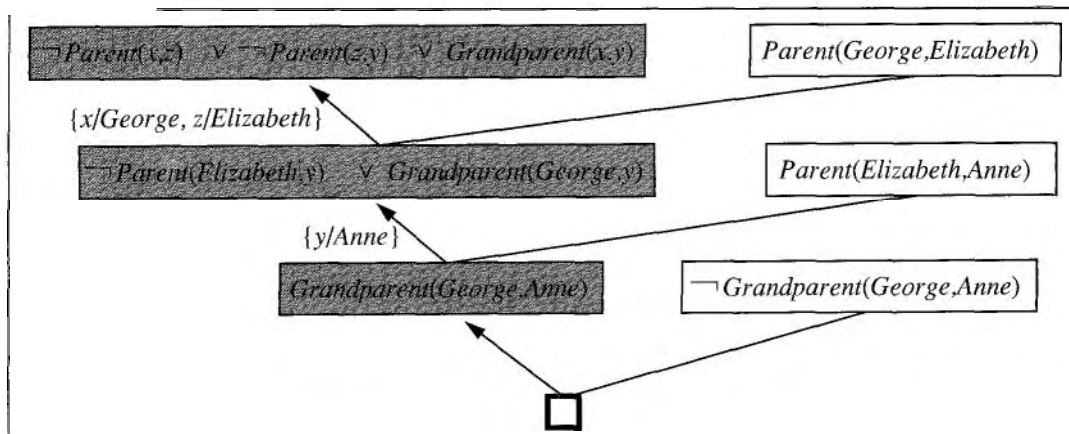 ¬Parent(x,z) ∨ ¬Parent(z,y) ∨ Grandparent(x,y)
Parent(George,Elizabeth)
{x/George, z/Elizabeth}
¬Parent(Elizabeth,y) ∨ Grandparent(George,y)
Parent(Elizabeth,Anne)
{y/Anne}
Grandparent(George,Anne)
¬Grandparent(George,Anne)